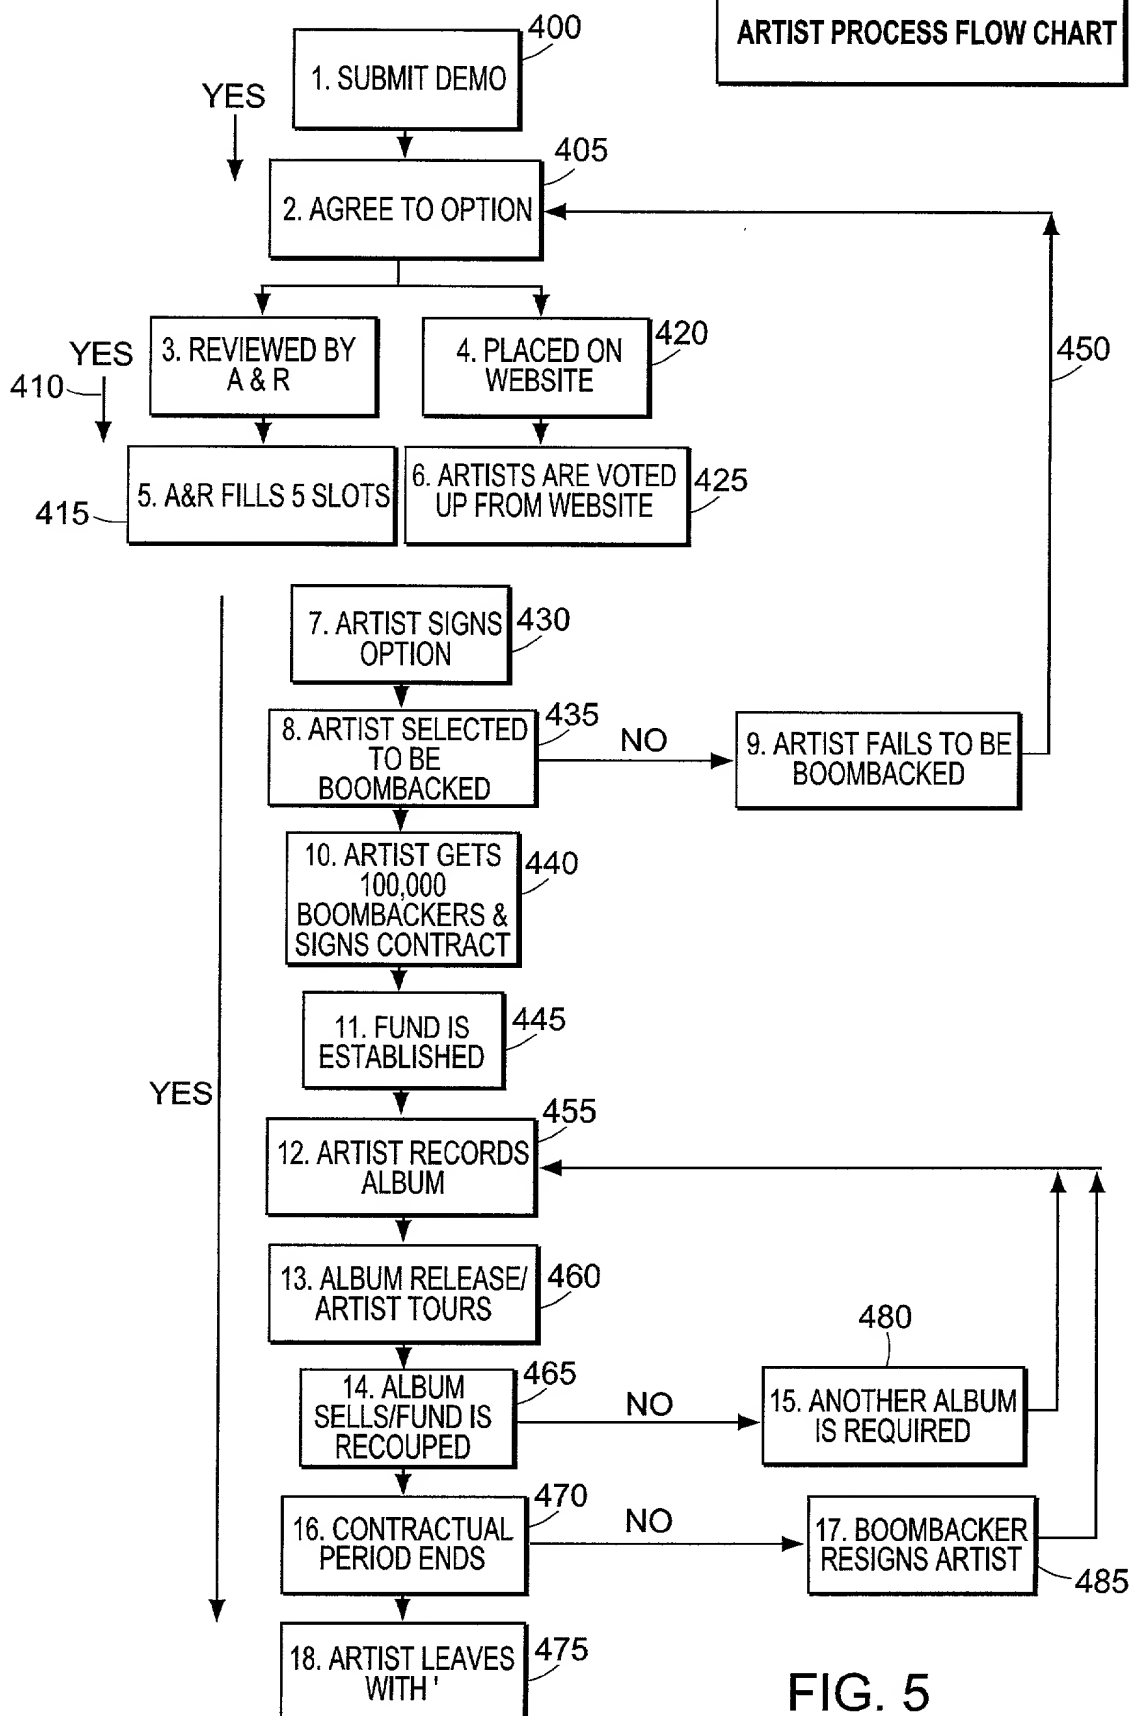 ARTIST PROCESS FLOW CHART
400
1. SUBMIT DEMO
YES
405
2. AGREE TO OPTION
3. REVIEWED BY
A & R
4. PLACED ON
WEBSITE
420
450
YES
410
5. A&R FILLS 5 SLOTS
415
6. ARTISTS ARE VOTED
UP FROM WEBSITE
425
7. ARTIST SIGNS
OPTION
430
8. ARTIST SELECTED
TO BE
BOOMBACKED
435
NO
9. ARTIST FAILS TO BE
BOOMBACKED
10. ARTIST GETS
100,000
BOOMBACKERS &
SIGNS CONTRACT
440
11. FUND IS
ESTABLISHED
445
YES
12. ARTIST RECORDS
ALBUM
455
13. ALBUM RELEASE/
ARTIST TOURS
460
14. ALBUM
SELLS/FUND IS
RECOUPED
465
NO
480
15. ANOTHER ALBUM
IS REQUIRED
16. CONTRACTUAL
PERIOD ENDS
470
NO
17. BOOMBACKER
RESIGNS ARTIST
485
18. ARTIST LEAVES
WITH '
475
FIG. 5